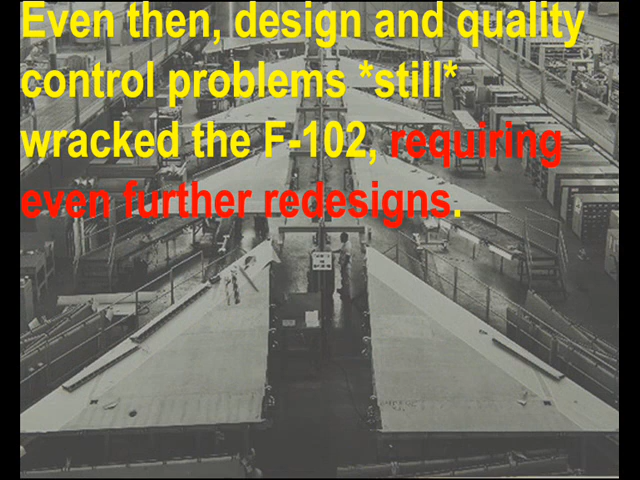 Even then, design and quality
control problems *still*
wracked the F-102, requiring
even further redesigns.